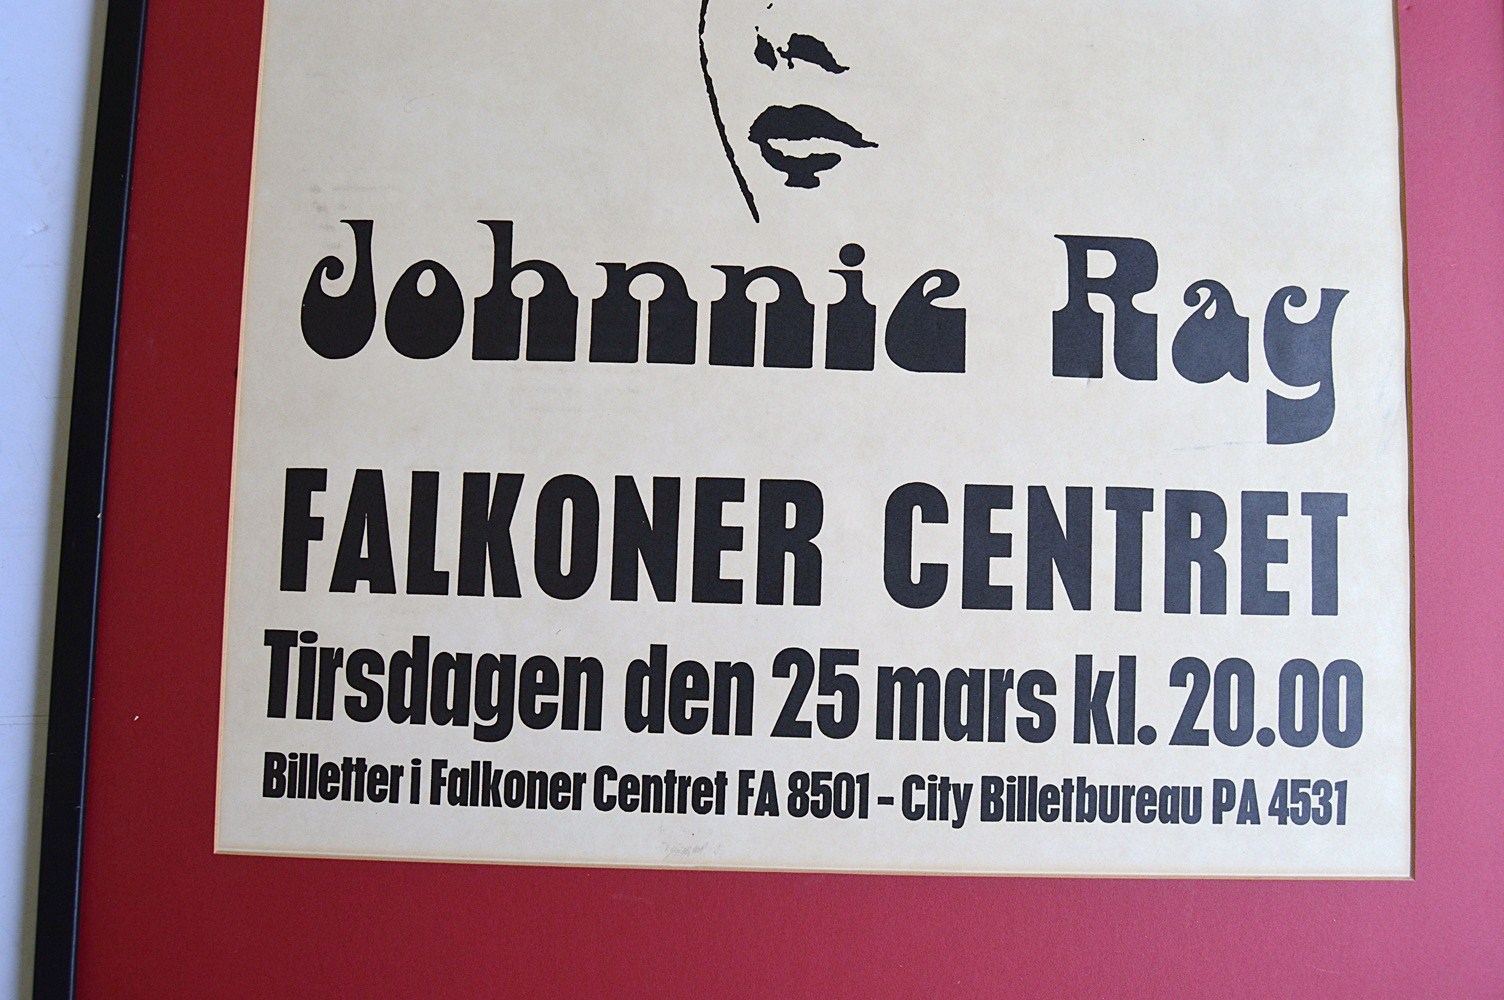 Johnnie Ray
FALKONER CENTRET
Tirsdagen den 25 mars kl. 20.00
Billetter i Falkoner Centret FA 8501 - City Billetbureau PA 4531